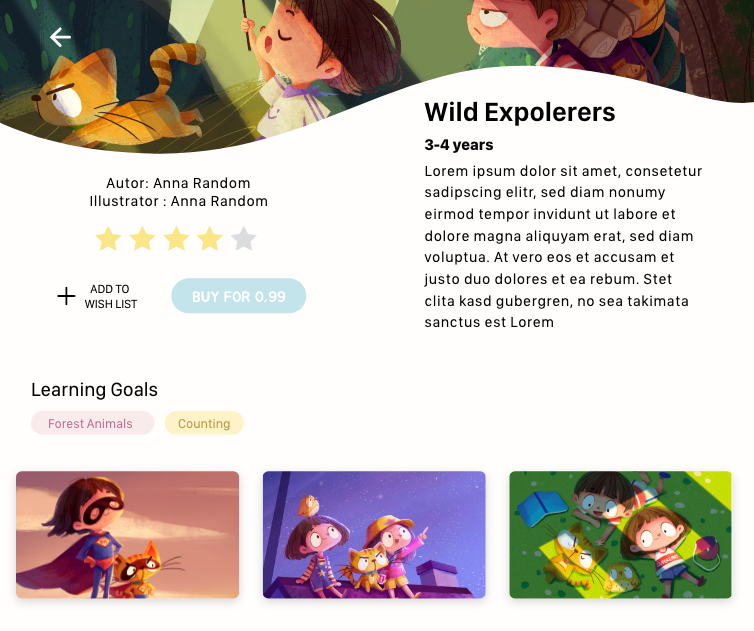 Wild Expolerers
3-4 years
Lorem ipsum dolor sit amet, consetetur
sadipscing elitr, sed diam nonumy
eirmod tempor invidunt ut labore et
dolore magna aliquyam erat, sed diam
voluptua. At vero eos et accusam et
justo duo dolores et ea rebum. Stet
clita kasd gubergren, no sea takimata
sanctus est Lorem
Autor: Anna Random
Illustrator : Anna Random
ADD TO
WISH LIST
BUY FOR 0,99
Learning Goals
Forest Animals
Counting